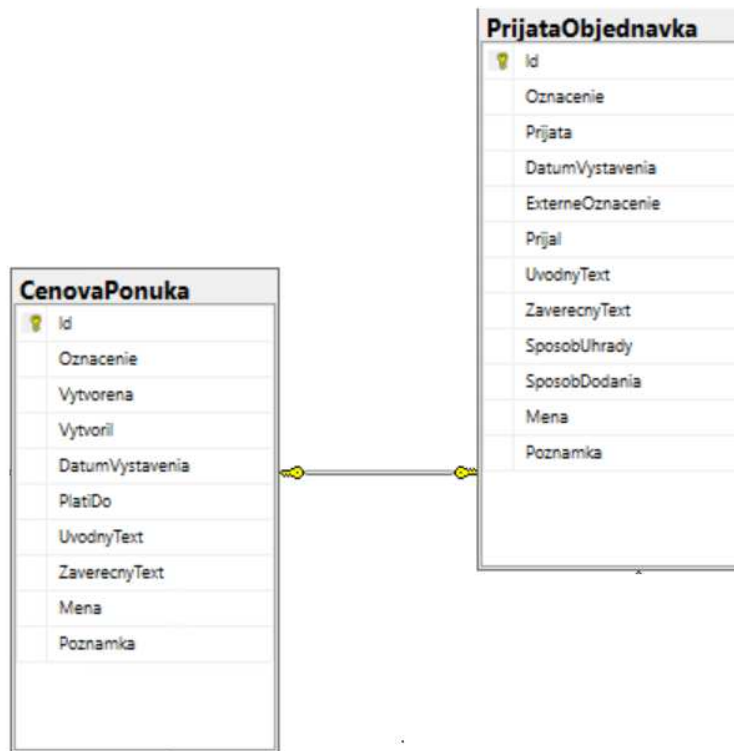 PrijataObjednavka
Id
Oznacenie
Prijata
DatumVystavenia
ExterneOznacenie
Prijal
UvodnyText
ZaverecnyText
SposobUhrady
SposobDodania
Mena
Poznamka
CenovaPonuka
Id
Oznacenie
Vytvorena
Vytvoril
DatumVystavenia
PlatiDo
UvodnyText
ZaverecnyText
Mena
Poznamka